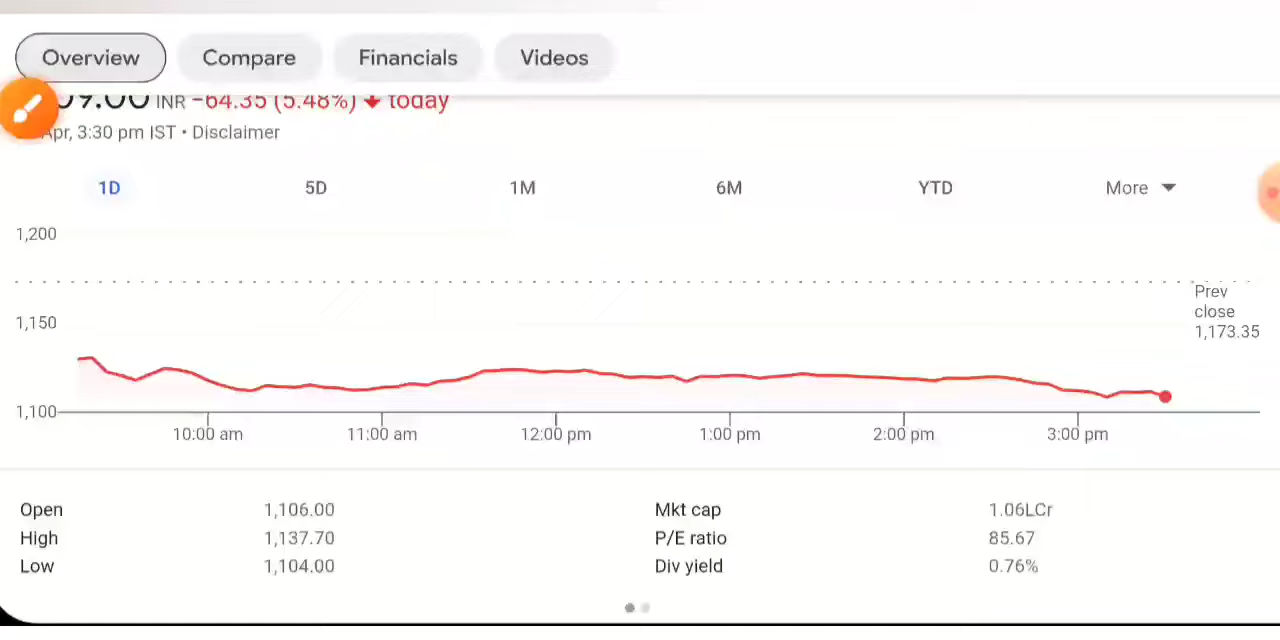 Overview Compare Financials Videos
09.00 INR -64.35 (5.48%) today
Apr, 3:30 pm IST • Disclaimer
1D 5D 1M 6M YTD More
1,200
Prev
close
1,173.35
1,150
1,100
10:00 am 11:00 am 12:00 pm 1:00 pm 2:00 pm 3:00 pm
Open 1,106.00 Mkt cap 1.06LCr
High 1,137.70 P/E ratio 85.67
Low 1,104.00 Div yield 0.76%